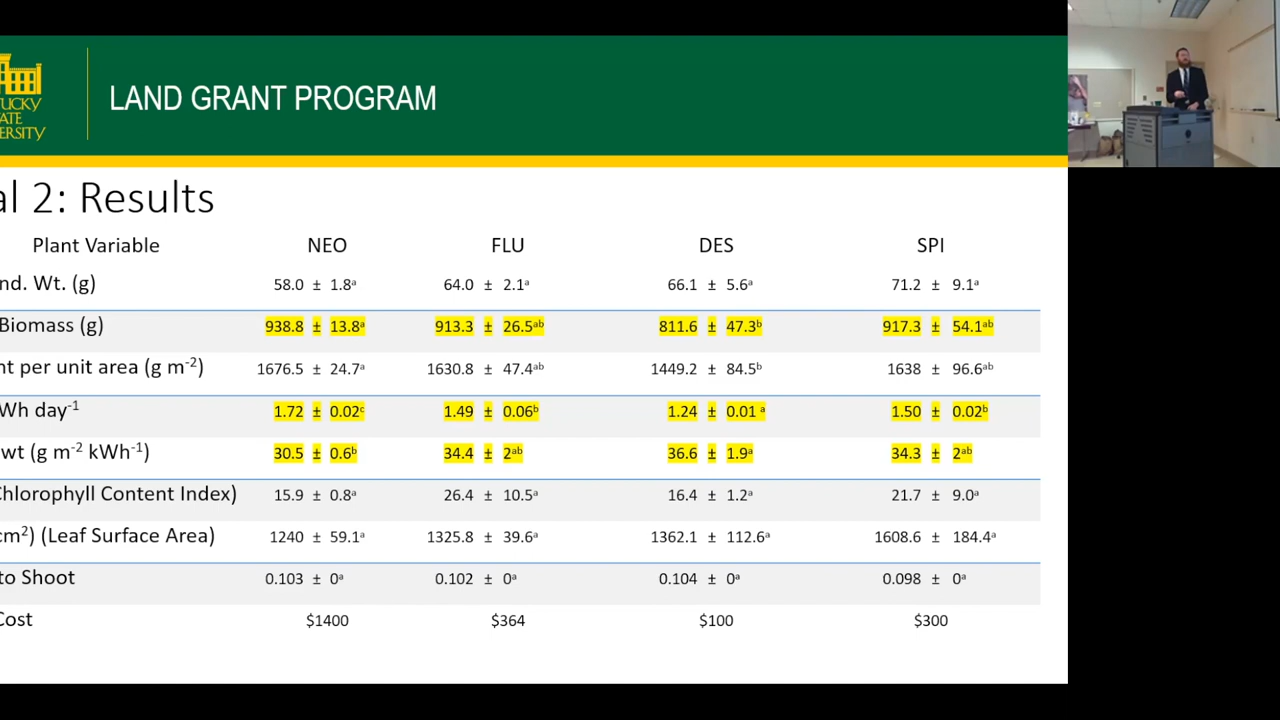 LAND GRANT PROGRAM
UCKY
ATE
ERSITY
al 2: Results
Plant Variable NEO FLU DES SPI
nd. Wt. (g) 58.0 ± 1.8ᵃ 64.0 ± 2.1ᵃ 66.1 ± 5.6ᵃ 71.2 ± 9.1ᵃ
Biomass (g) 938.8 ± 13.8ᵃ 913.3 ± 26.5ᵃᵇ 811.6 ± 47.3ᵇ 917.3 ± 54.1ᵃᵇ
nt per unit area (g m⁻²) 1676.5 ± 24.7ᵃ 1630.8 ± 47.4ᵃᵇ 1449.2 ± 84.5ᵇ 1638 ± 96.6ᵃᵇ
Wh day⁻¹ 1.72 ± 0.02ᶜ 1.49 ± 0.06ᵇ 1.24 ± 0.01 ᵃ 1.50 ± 0.02ᵇ
wt (g m⁻² kWh⁻¹) 30.5 ± 0.6ᵇ 34.4 ± 2ᵃᵇ 36.6 ± 1.9ᵃ 34.3 ± 2ᵃᵇ
Chlorophyll Content Index) 15.9 ± 0.8ᵃ 26.4 ± 10.5ᵃ 16.4 ± 1.2ᵃ 21.7 ± 9.0ᵃ
cm²) (Leaf Surface Area) 1240 ± 59.1ᵃ 1325.8 ± 39.6ᵃ 1362.1 ± 112.6ᵃ 1608.6 ± 184.4ᵃ
to Shoot 0.103 ± 0ᵃ 0.102 ± 0ᵃ 0.104 ± 0ᵃ 0.098 ± 0ᵃ
Cost $1400 $364 $100 $300